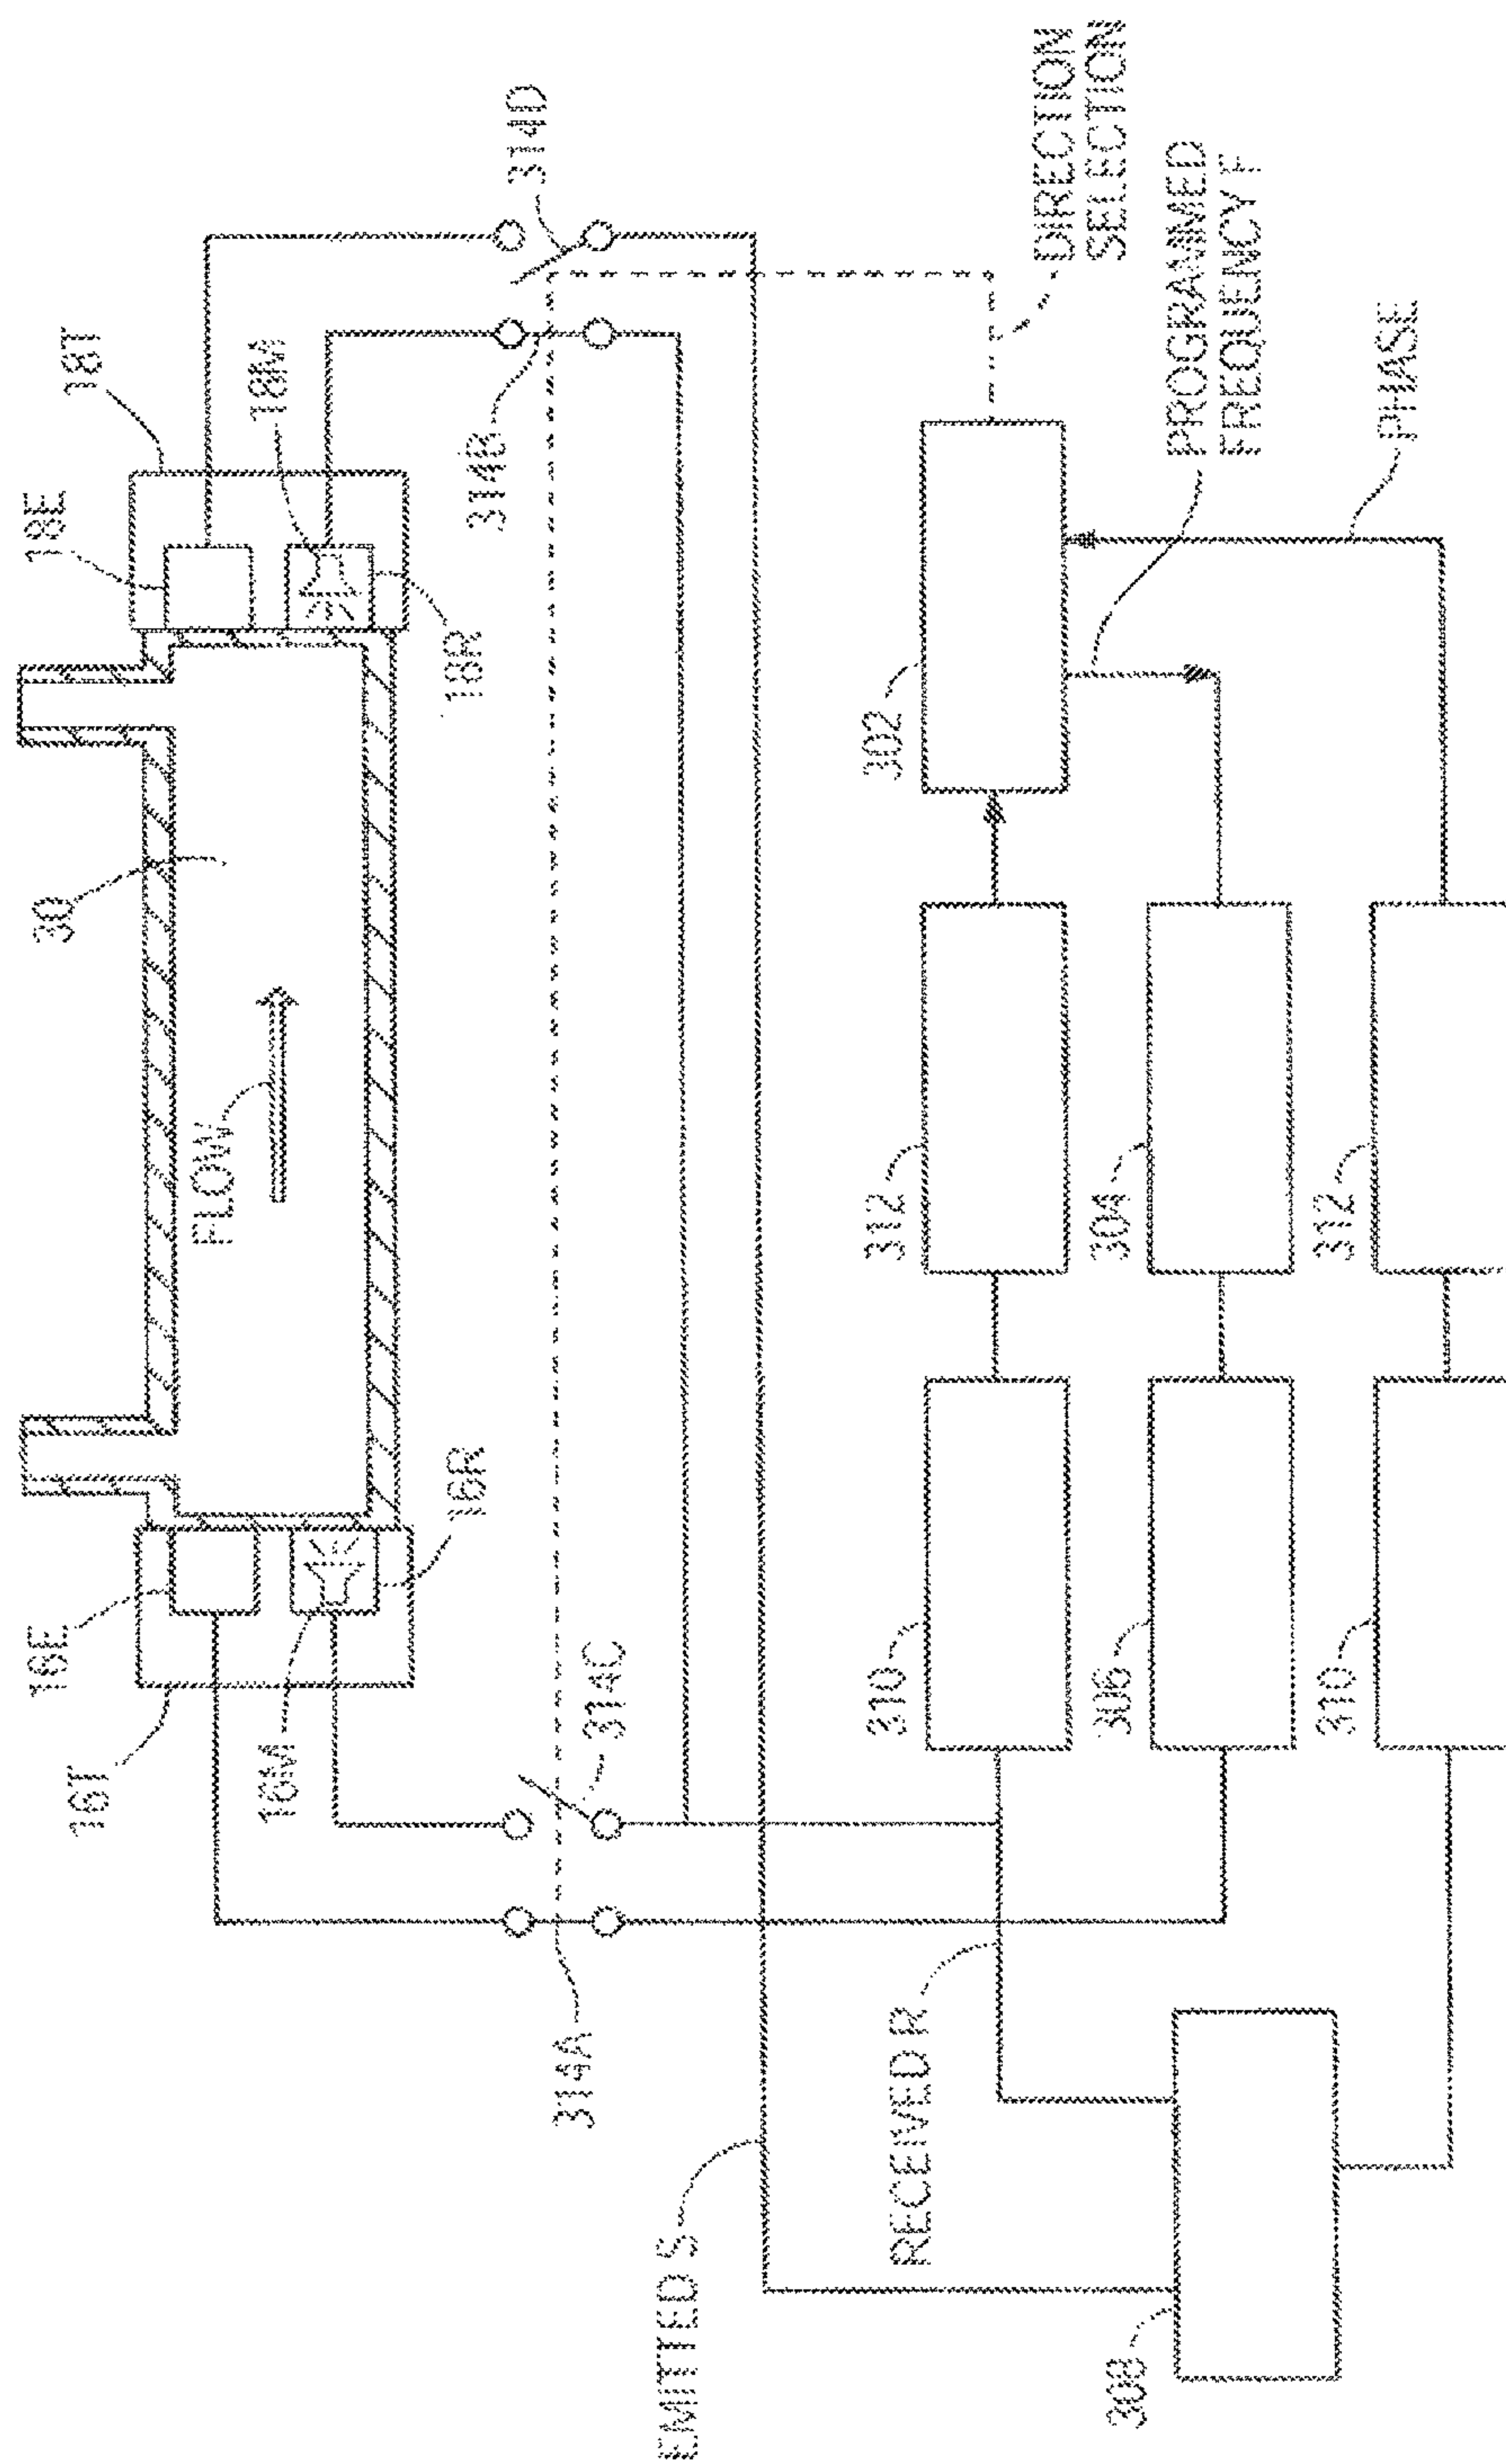 16E
30
18E
16T
18T
FLOW
16M
18M
16R
18R
314B
314D
314A
314C
EMITTED S
RECEIVED R
310
312
302
DIRECTION
SELECTION
308
306
304
PROGRAMED
FREQUENCY F
310
312
PHASE